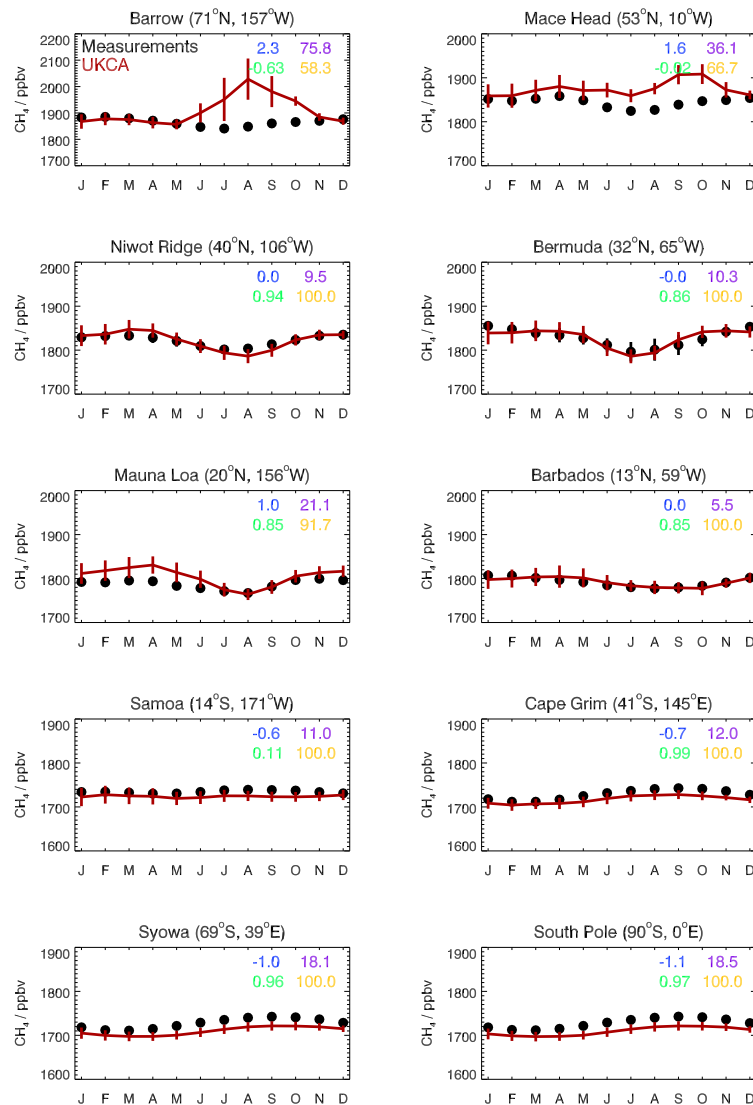 Barrow (71°N, 157°W)
CH4 / ppbv
2200
2100
2000
1900
1800
1700
Measurements
UKCA
2.3 75.8
-0.63 58.3
J F M A M J J A S O N D
Mace Head (53°N, 10°W)
CH4 / ppbv
2000
1900
1800
1700
1.6 36.1
-0.02 66.7
J F M A M J J A S O N D
Niwot Ridge (40°N, 106°W)
CH4 / ppbv
2000
1900
1800
1700
0.0 9.5
0.94 100.0
J F M A M J J A S O N D
Bermuda (32°N, 65°W)
CH4 / ppbv
2000
1900
1800
1700
-0.0 10.3
0.86 100.0
J F M A M J J A S O N D
Mauna Loa (20°N, 156°W)
CH4 / ppbv
2000
1900
1800
1700
1.0 21.1
0.85 91.7
J F M A M J J A S O N D
Barbados (13°N, 59°W)
CH4 / ppbv
2000
1900
1800
1700
0.0 5.5
0.85 100.0
J F M A M J J A S O N D
Samoa (14°S, 171°W)
CH4 / ppbv
1900
1800
1700
1600
-0.6 11.0
0.11 100.0
J F M A M J J A S O N D
Cape Grim (41°S, 145°E)
CH4 / ppbv
1900
1800
1700
1600
-0.7 12.0
0.99 100.0
J F M A M J J A S O N D
Syowa (69°S, 39°E)
CH4 / ppbv
1900
1800
1700
1600
-1.0 18.1
0.96 100.0
J F M A M J J A S O N D
South Pole (90°S, 0°E)
CH4 / ppbv
1900
1800
1700
1600
-1.1 18.5
0.97 100.0
J F M A M J J A S O N D